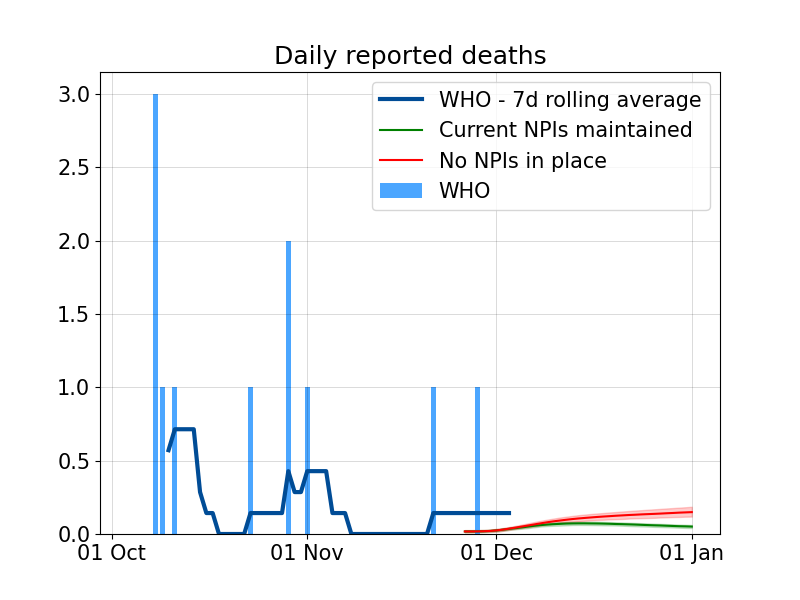 Daily reported deaths
3.0
2.5
2.0
1.5
1.0
0.5
0.0
WHO - 7d rolling average
Current NPIs maintained
No NPIs in place
WHO
01 Oct
01 Nov
01 Dec
01 Jan